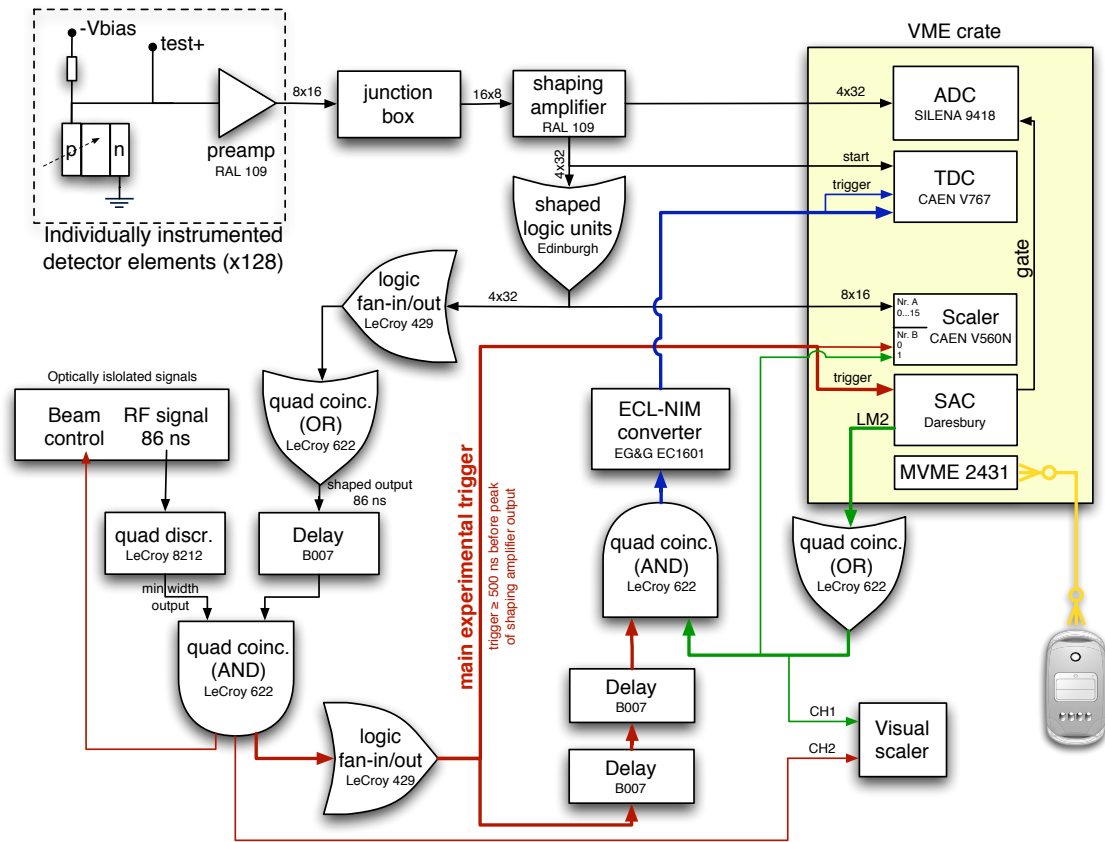 -Vbias
test+
p
n
preamp
RAL 109
Individually instrumented
detector elements (x128)
8x16
junction
box
16x8
shaping
amplifier
RAL 109
4x32
4x32
start
VME crate
ADC
SILENA 9418
TDC
CAEN V767
trigger
gate
shaped
logic units
Edinburgh
logic
fan-in/out
LeCroy 429
4x32
8x16
Nr. A
0...15
Nr. B
0
1
Scaler
CAEN V560N
trigger
SAC
Daresbury
LM2
MVME 2431
Optically islolated signals
Beam
control
RF signal
86 ns
quad coinc.
(OR)
LeCroy 622
shaped output
86 ns
quad discr.
LeCroy 8212
Delay
B007
min width
output
quad coinc.
(AND)
LeCroy 622
logic
fan-in/out
LeCroy 429
main experimental trigger
trigger ≥ 500 ns before peak
of shaping amplifier output
ECL-NIM
converter
EG&G EC1601
quad coinc.
(AND)
LeCroy 622
quad coinc.
(OR)
LeCroy 622
Delay
B007
Delay
B007
CH1
CH2
Visual
scaler